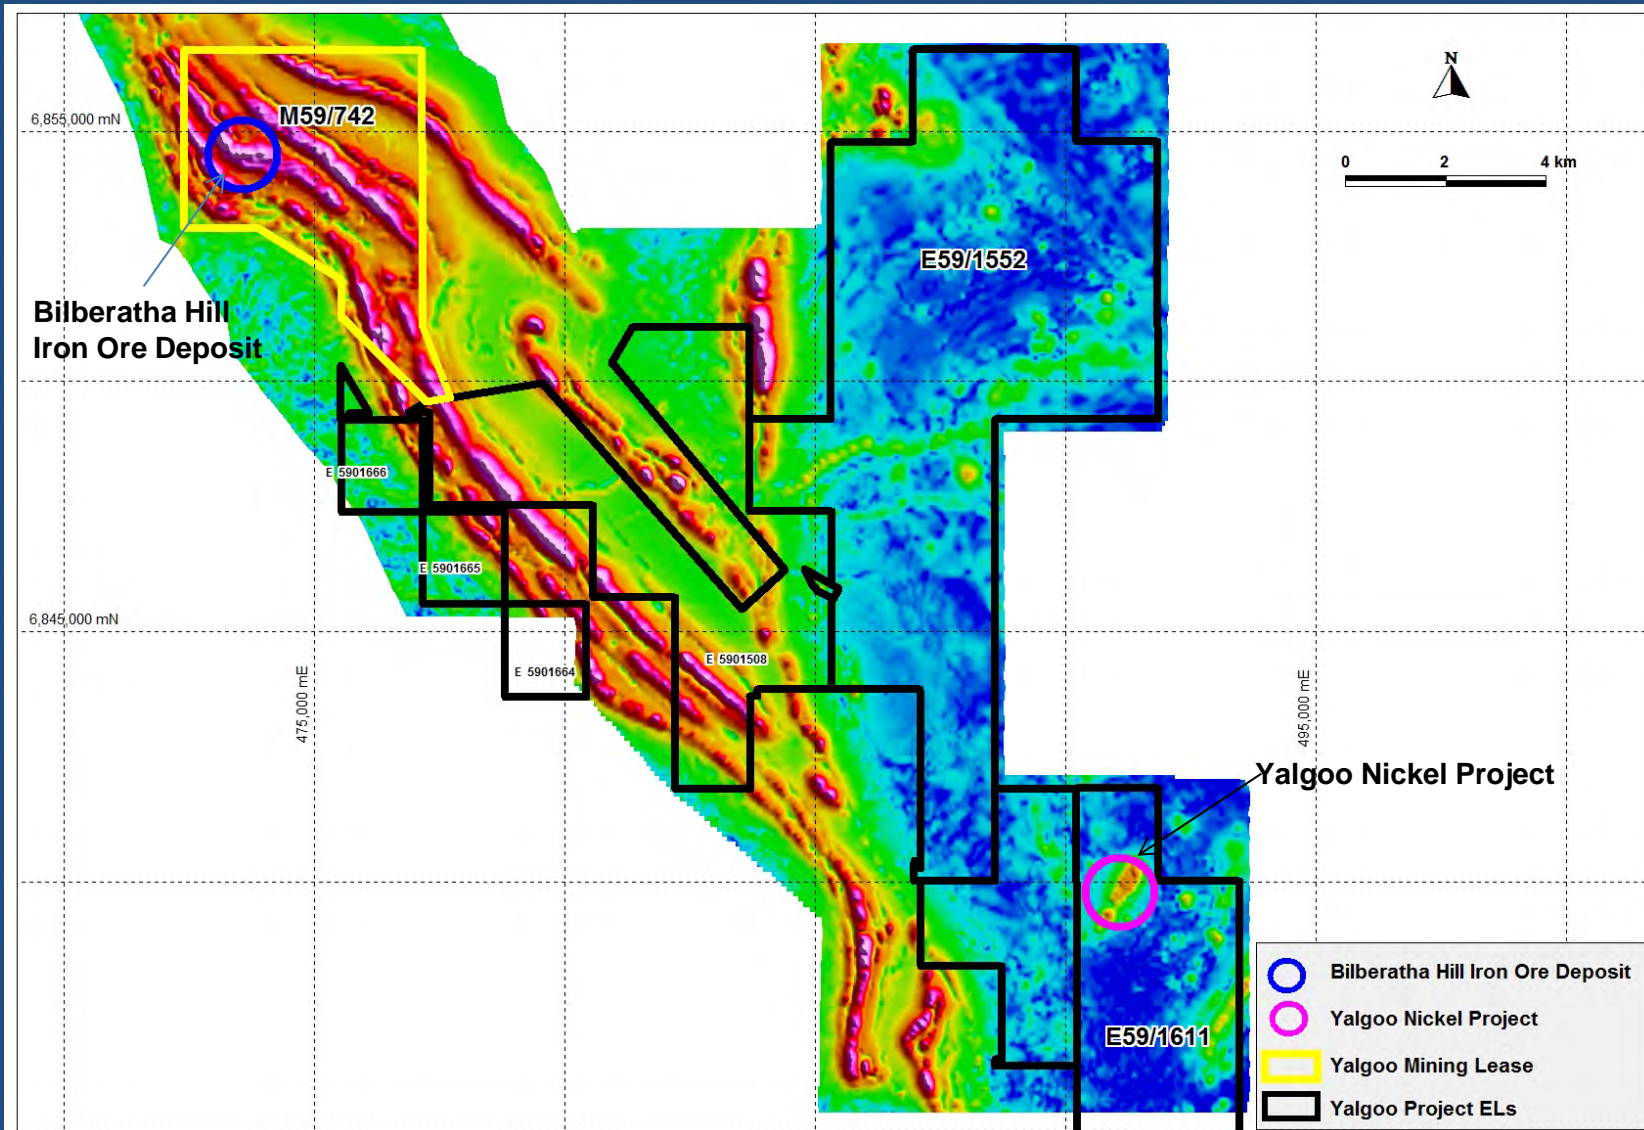 N
6,855,000 mN
M59/742
0 2 4 km
E59/1552
Bilberatha Hill
Iron Ore Deposit
E 5901666
E 5901665
6,845,000 mN
E 5901664
E 5901508
475,000 mE
495,000 mE
Yalgoo Nickel Project
E59/1611
Bilberatha Hill Iron Ore Deposit
Yalgoo Nickel Project
Yalgoo Mining Lease
Yalgoo Project ELs